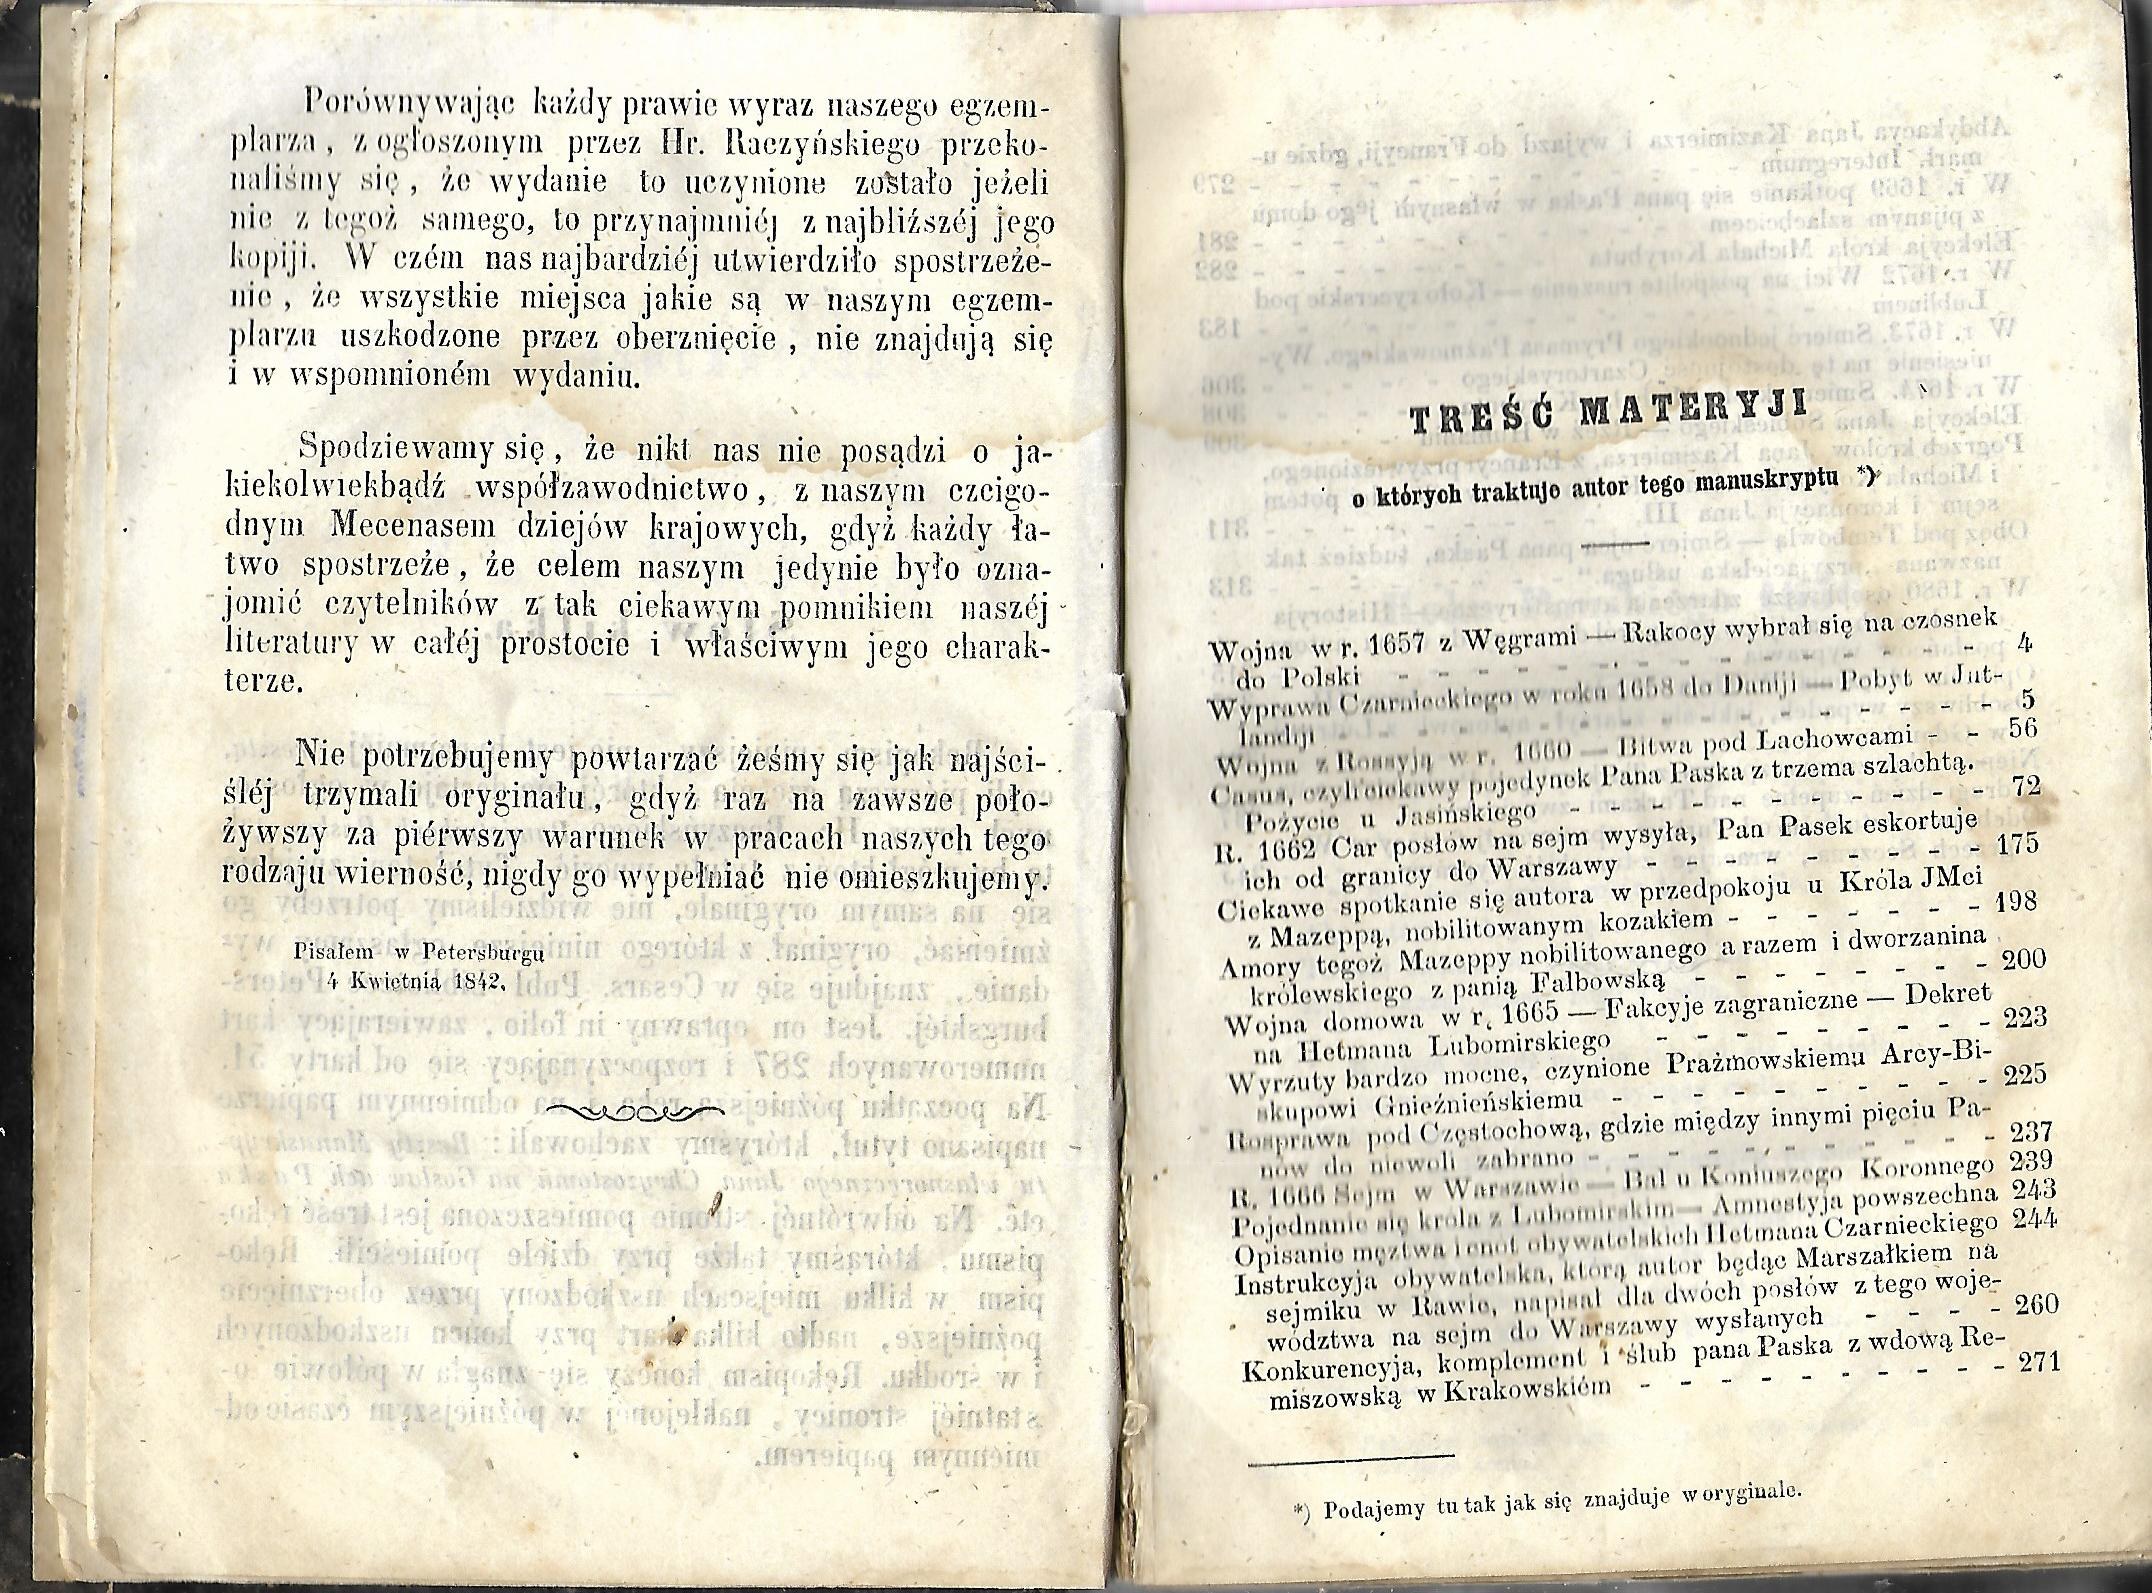 Porównywając każdy prawie wyraz naszego egzem-
plarza, z ogłoszonym przez Hr. Raczyńskiego przeko-
naliśmy się, że wydanie to uczynione zostało jeżeli
nie z tegoż samego, to przynajmniéj z najbliższéj jego
kopiji. W czém nas najbardziéj utwierdziło spostrzeże-
nie, że wszystkie miejsca jakie są w naszym egzem-
plarzu uszkodzone przez oberznięcie, nie znajdują się
i w wspomnioném wydaniu.
Spodziewamy się, że nikt nas nie posądzi o ja-
kiekolwiekbądź współzawodnictwo, z naszym czcigo-
dnym Mecenasem dziejów krajowych, gdyż każdy ła-
two spostrzeże, że celem naszym jedynie było ozna-
jomić czytelników z tak ciekawym pomnikiem naszéj
literatury w całéj prostocie i właściwym jego charak-
terze.
Nie potrzebujemy powtarzać żeśmy się jak najści-
śléj trzymali oryginału, gdyż raz na zawsze poło-
żywszy za piérwszy warunek w pracach naszych tego
rodzaju wierność, nigdy go wypełniać nie omieszkujemy.
Pisałem w Petersburgu
4 Kwietnią 1842.
TREŚĆ MATERYJI
o których traktuje autor tego manuskryptu *)
Wojna w r. 1657 z Węgrami — Rakocy wybrał się na czosnek
do Polski - - - - - - - - - - - - - - 4
Wyprawa Czarnieckiego w roku 1658 do Daniji — Pobyt w Jut-
landiji - - - - - - - - - - - - - - 5
Wojna z Rossyją w r. 1660 — Bitwa pod Lachowcami - - 56
Casus, czyli ciekawy pojedynek Pana Paska z trzema szlachtą.
Pożycie u Jasińskiego - - - - - - - - - - - 72
R. 1662 Car posłów na sejm wysyła, Pan Pasek eskortuje
ich od granicy do Warszawy - - - - - - - - - 175
Ciekawe spotkanie się autora w przedpokoju u Króla JMci
z Mazeppą, nobilitowanym kozakiem - - - - - - - 198
Amory tegoż Mazeppy nobilitowanego a razem i dworzanina
królewskiego z panią Falbowską - - - - - - - - 200
Wojna domowa w r. 1665 — Fakcyje zagraniczne — Dekret
na Hetmana Lubomirskiego - - - - - - - - - 223
Wyrzuty bardzo mocne, czynione Prażmowskiemu Arcy-Bi-
skupowi Gnieźnieńskiemu - - - - - - - - - - 225
Rosprawa pod Częstochową, gdzie między innymi pięciu Pa-
nów do niewoli zabrano - - - - - - - - - - - 237
R. 1666 Sejm w Warszawie — Bal u Koniuszego Koronnego 239
Pojednanie się króla z Lubomirskim — Amnestyja powszechna 243
Opisanie męztwa i cnot obywatelskich Hetmana Czarnieckiego 244
Instrukcyja obywatelska, którą autor będąc Marszałkiem na
sejmiku w Rawie, napisał dla dwóch posłów z tego woje-
wództwa na sejm do Warszawy wysłanych - - - - 260
Konkurencyja, komplement i ślub pana Paska z wdową Re-
miszowską w Krakowskiém - - - - - - - - - 271
*) Podajemy tu tak jak się znajduje w oryginale.